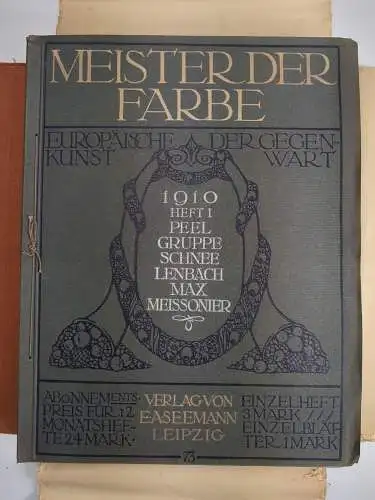 MEISTER DER
FARBE
EUROPÄISCHE DER GEGEN-
KUNST WART
1910
HEFT I
PEEL
GRUPPE
SCHNEE
LENBACH
MAX
MEISSONIER
ABONNEMENTS-
PREIS FÜR 12
MONATSHEF-
TE 24 MARK·
VERLAG VON
E·A·SEEMANN
LEIPZIG
EINZELHEFT
3 MARK ///
EINZELBLÄT
TER 1 MARK
73